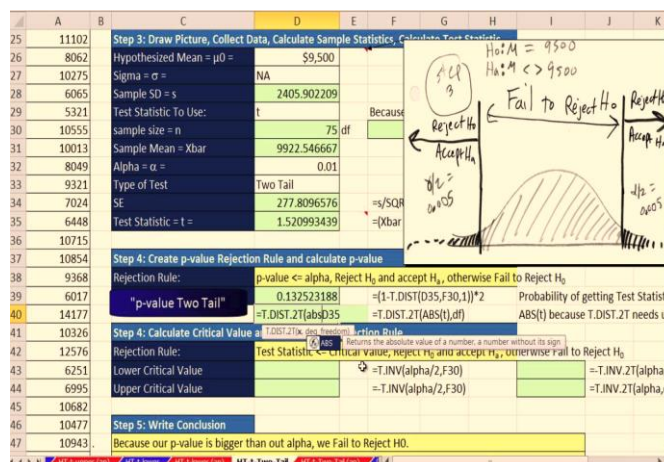 A B C D E F G H I J K
25 11102 Step 3: Draw Picture, Collect Data, Calculate Sample Statistics, Calculate Test Statistic
26 8062 Hypothesized Mean = μ0 = $9,500
27 10275 Sigma = σ = NA
28 6065 Sample SD = s 2405.902209
29 5321 Test Statistic To Use: t Because
30 10555 sample size = n 75 df
31 10013 Sample Mean = Xbar 9922.546667
32 8049 Alpha = α = 0.01
33 9321 Type of Test Two Tail
34 7024 SE 277.8096576 =s/SQR
35 6448 Test Statistic = t = 1.520993439 =(Xbar
36 10715
Ho: M = 9500
Ha: M <> 9500
3
Fail to Reject Ho
Reject Ho
Accept Ha
α/2 =
0.005
Reject H
Accept Ha
α/2 =
0.005
37 10854 Step 4: Create p-value Rejection Rule and calculate p-value
38 9368 Rejection Rule: p-value <= alpha, Reject H0 and accept Ha, otherwise Fail to Reject H0
39 6017 "p-value Two Tail" 0.132523188 =(1-T.DIST(D35,F30,1))*2 Probability of getting Test Statist
40 14177 =T.DIST.2T(absD35 =T.DIST.2T(ABS(t),df) ABS(t) because T.DIST.2T needs u
T.DIST.2T(x, deg_freedom)
ABS Returns the absolute value of a number, a number without its sign
41 10326 Step 4: Calculate Critical Value a ection Rule
42 12576 Rejection Rule: Test Statistic <= Critical Value, Reject H0 and accept Ha, otherwise Fail to Reject H0
43 6251 Lower Critical Value =T.INV(alpha/2,F30) =-T.INV.2T(alpha
44 6995 Upper Critical Value =-T.INV(alpha/2,F30) =T.INV.2T(alpha,
45 10682
46 10477 Step 5: Write Conclusion
47 10943 . Because our p-value is bigger than out alpha, we Fail to Reject H0.